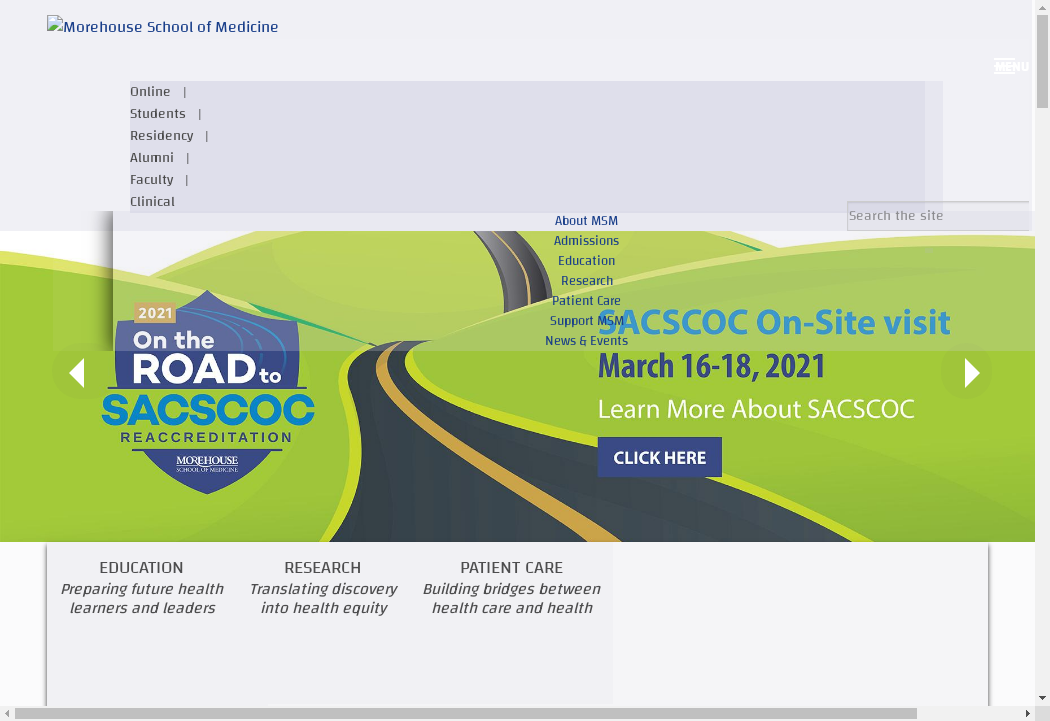 Morehouse School of Medicine
MENU
Online |
Students |
Residency |
Alumni |
Faculty |
Clinical
Search the site
About MSM
Admissions
Education
Research
Patient Care
Support MSM
News & Events
2021
On the
ROAD to
SACSCOC
REACCREDITATION
MOREHOUSE
SCHOOL OF MEDICINE
SACSCOC On-Site visit
March 16-18, 2021
Learn More About SACSCOC
CLICK HERE
EDUCATION
Preparing future health
learners and leaders
RESEARCH
Translating discovery
into health equity
PATIENT CARE
Building bridges between
health care and health